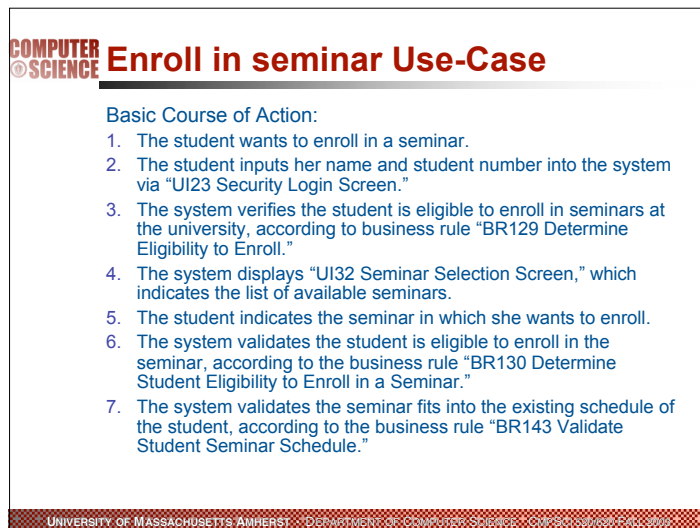 COMPUTER
SCIENCE
Enroll in seminar Use-Case
Basic Course of Action:
1. The student wants to enroll in a seminar.
2. The student inputs her name and student number into the system
via “UI23 Security Login Screen.”
3. The system verifies the student is eligible to enroll in seminars at
the university, according to business rule “BR129 Determine
Eligibility to Enroll.”
4. The system displays “UI32 Seminar Selection Screen,” which
indicates the list of available seminars.
5. The student indicates the seminar in which she wants to enroll.
6. The system validates the student is eligible to enroll in the
seminar, according to the business rule “BR130 Determine
Student Eligibility to Enroll in a Seminar.”
7. The system validates the seminar fits into the existing schedule of
the student, according to the business rule “BR143 Validate
Student Seminar Schedule.”
UNIVERSITY OF MASSACHUSETTS AMHERST • DEPARTMENT OF COMPUTER SCIENCE • CMPSCI 520/620 FALL